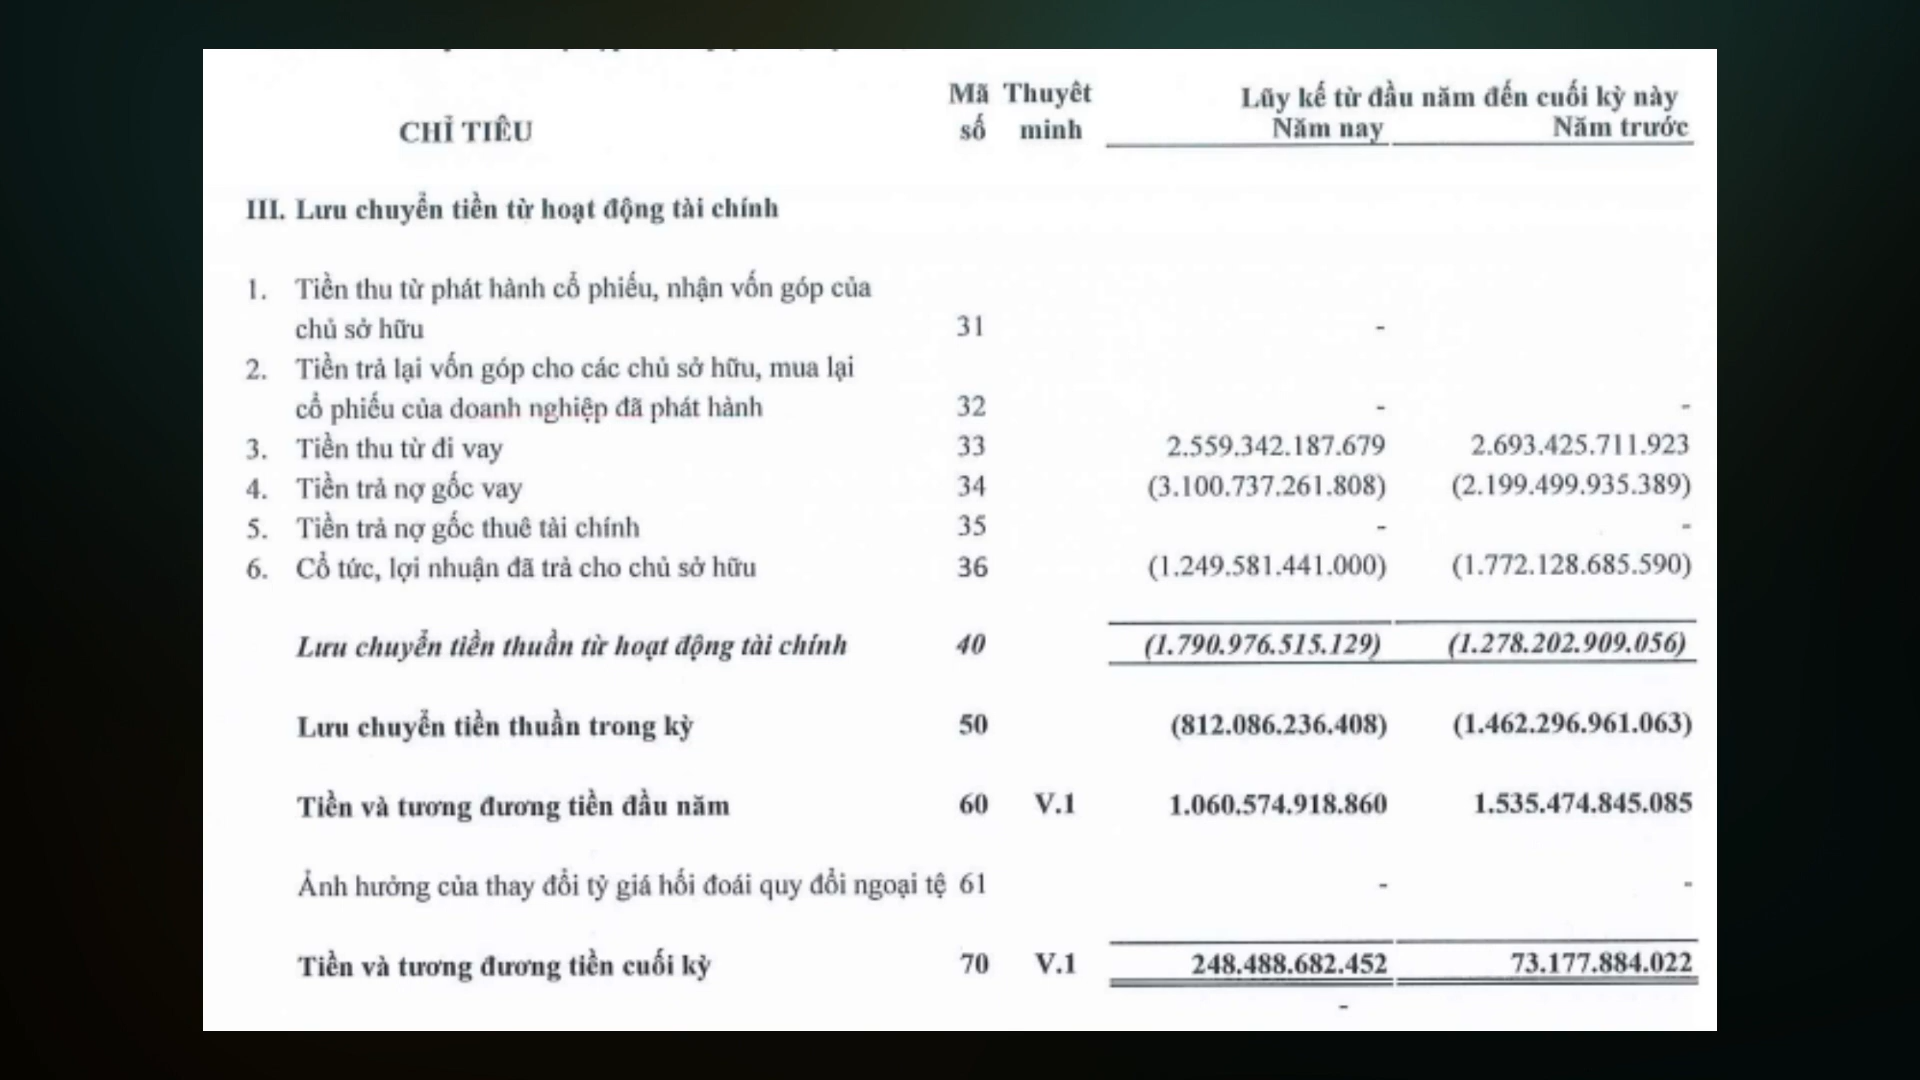 Mã Thuyết Lũy kế từ đầu năm đến cuối kỳ này
CHỈ TIÊU số minh Năm nay Năm trước
III. Lưu chuyển tiền từ hoạt động tài chính
1. Tiền thu từ phát hành cổ phiếu, nhận vốn góp của
chủ sở hữu 31 -
2. Tiền trả lại vốn góp cho các chủ sở hữu, mua lại
cổ phiếu của doanh nghiệp đã phát hành 32 - -
3. Tiền thu từ đi vay 33 2.559.342.187.679 2.693.425.711.923
4. Tiền trả nợ gốc vay 34 (3.100.737.261.808) (2.199.499.935.389)
5. Tiền trả nợ gốc thuê tài chính 35 - -
6. Cổ tức, lợi nhuận đã trả cho chủ sở hữu 36 (1.249.581.441.000) (1.772.128.685.590)
Lưu chuyển tiền thuần từ hoạt động tài chính 40 (1.790.976.515.129) (1.278.202.909.056)
Lưu chuyển tiền thuần trong kỳ 50 (812.086.236.408) (1.462.296.961.063)
Tiền và tương đương tiền đầu năm 60 V.1 1.060.574.918.860 1.535.474.845.085
Ảnh hưởng của thay đổi tỷ giá hối đoái quy đổi ngoại tệ 61 - -
Tiền và tương đương tiền cuối kỳ 70 V.1 248.488.682.452 73.177.884.022
-